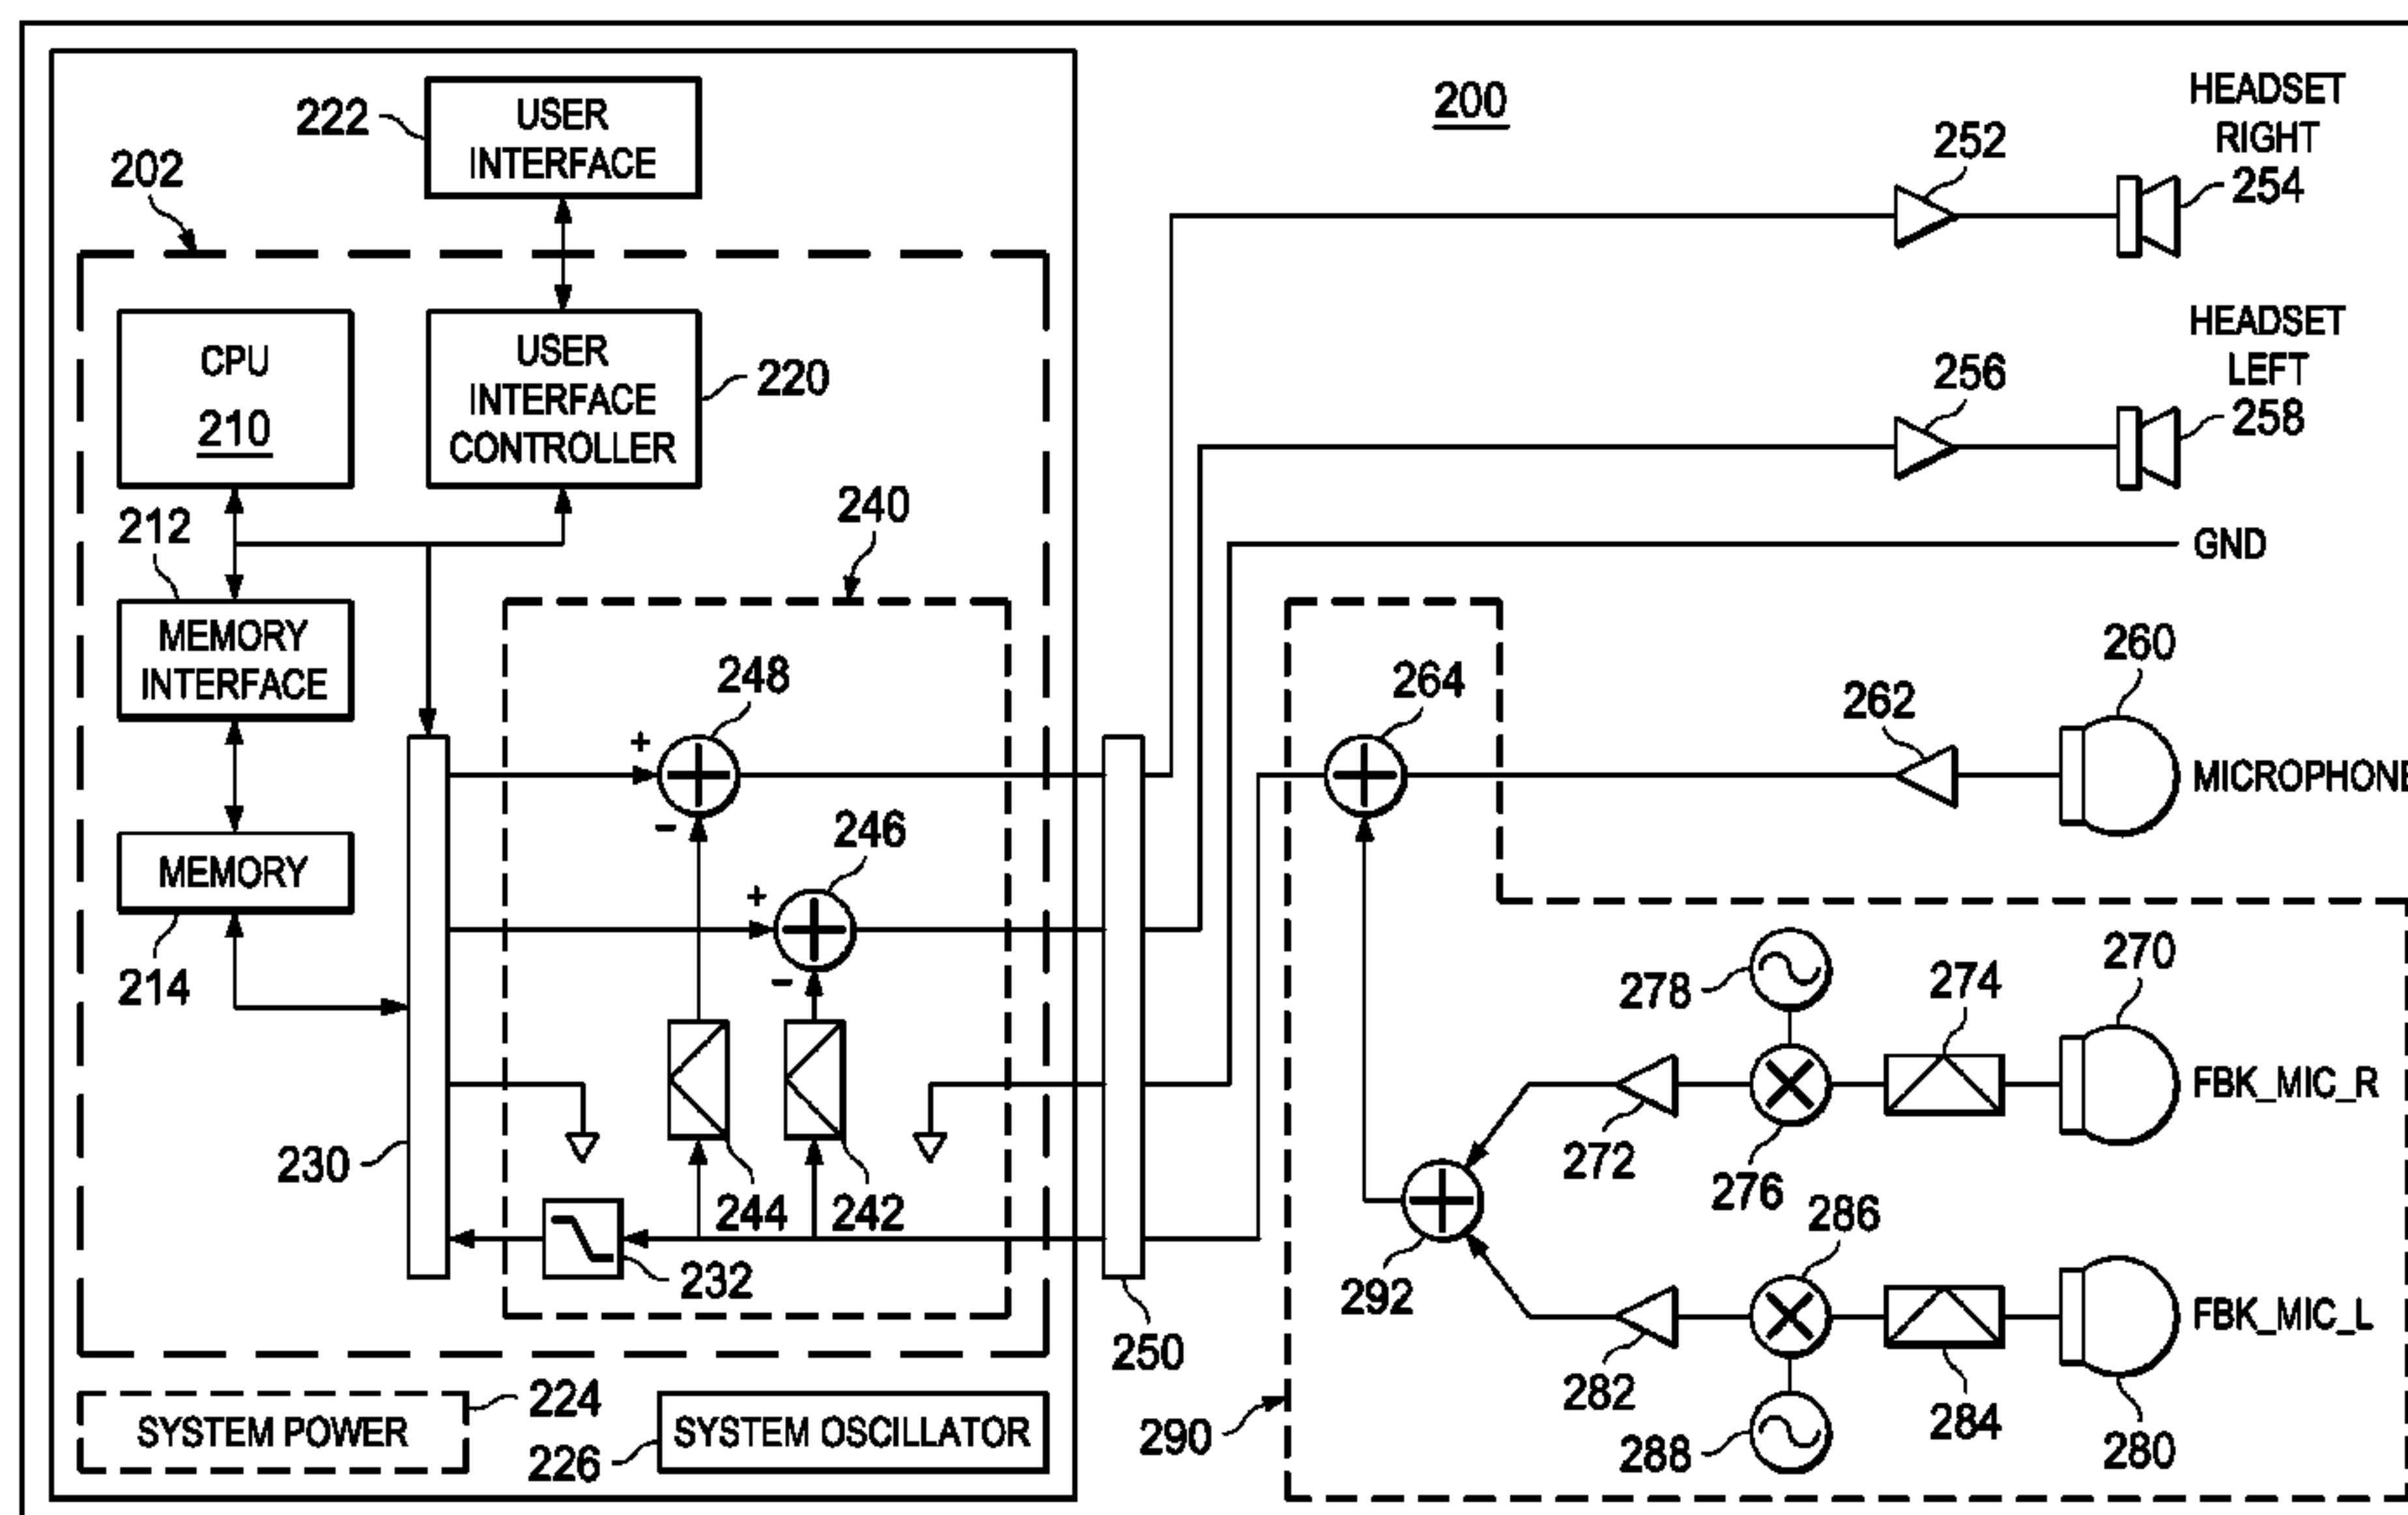 200
222
USER
INTERFACE
202
CPU
210
USER
INTERFACE
CONTROLLER
220
212
MEMORY
INTERFACE
MEMORY
214
240
248
+
-
246
+
-
244
242
232
230
250
SYSTEM POWER
224
SYSTEM OSCILLATOR
226
252
HEADSET
RIGHT
254
256
HEADSET
LEFT
258
GND
260
262
264
MICROPHONE
270
274
278
FBK_MIC_R
272
276
286
292
FBK_MIC_L
282
284
280
288
290